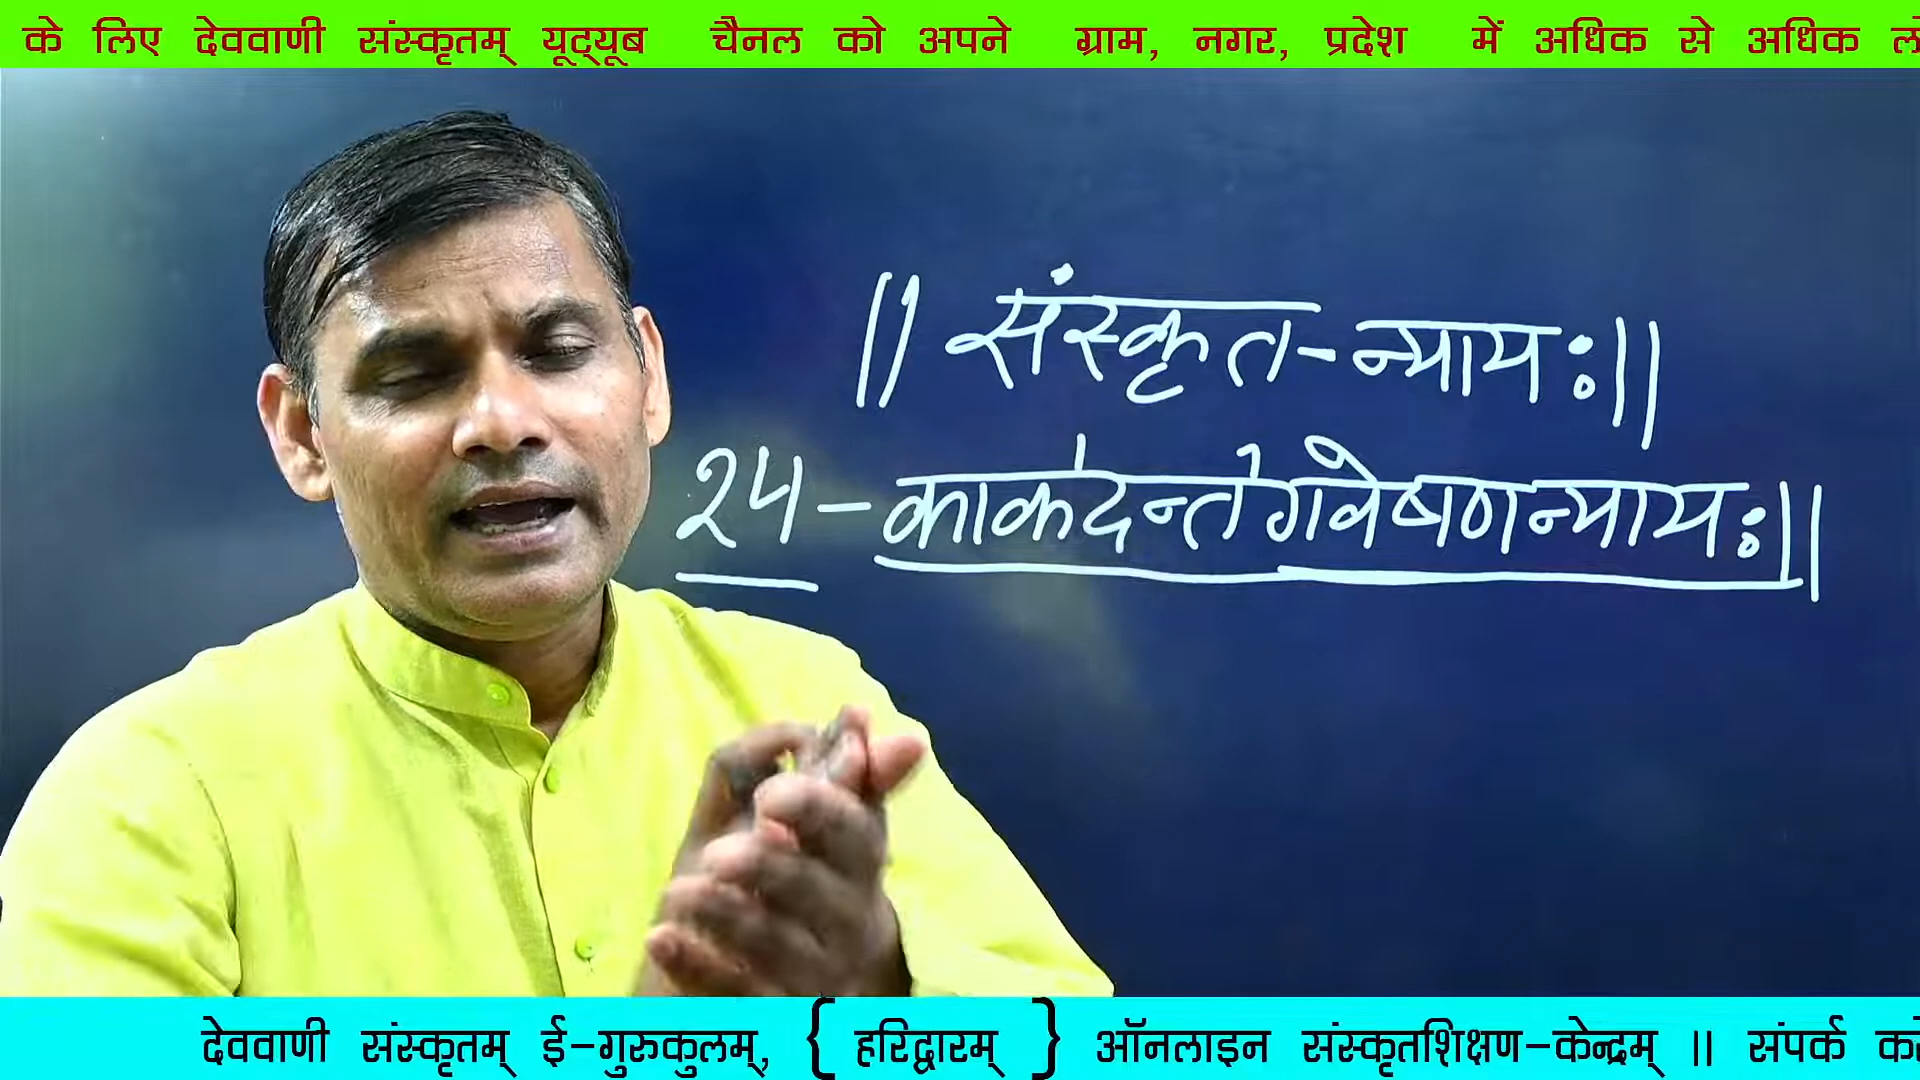 के लिए देववाणी संस्कृतम् यूट्यूब चैनल को अपने ग्राम, नगर, प्रदेश में अधिक से अधिक
|| संस्कृत-न्यायः||
२५-काकदन्तगवेषणन्यायः||
देववाणी संस्कृतम् ई-गुरुकुलम्, { हरिद्वारम् } ऑनलाइन संस्कृतशिक्षण-केन्द्रम् || संपर्क